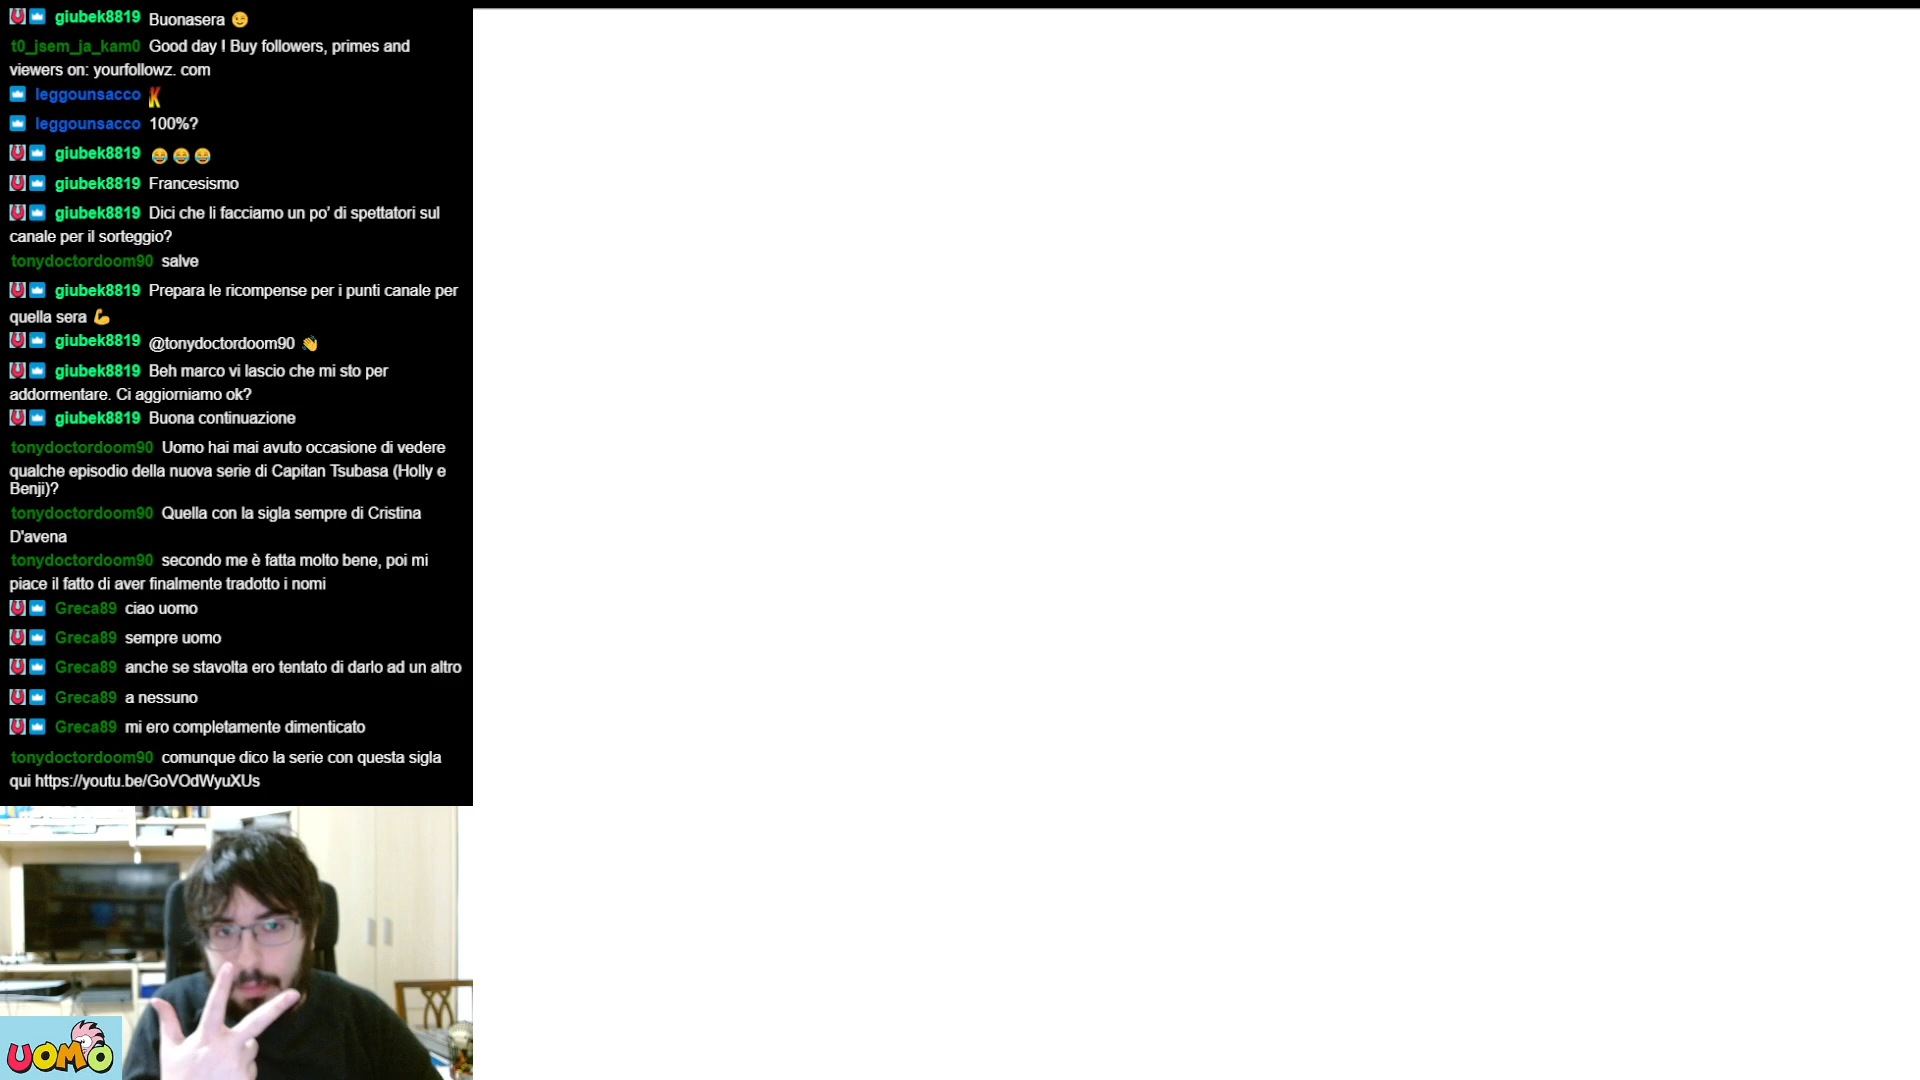 giubek8819 Buonasera 😉
t0_jsem_ja_kam0 Good day ! Buy followers, primes and
viewers on: yourfollowz. com
leggounsacco
leggounsacco 100%?
giubek8819 😂 😂 😂
giubek8819 Francesismo
giubek8819 Dici che li facciamo un po' di spettatori sul
canale per il sorteggio?
tonydoctordoom90 salve
giubek8819 Prepara le ricompense per i punti canale per
quella sera 💪
giubek8819 @tonydoctordoom90 👋
giubek8819 Beh marco vi lascio che mi sto per
addormentare. Ci aggiorniamo ok?
giubek8819 Buona continuazione
tonydoctordoom90 Uomo hai mai avuto occasione di vedere
qualche episodio della nuova serie di Capitan Tsubasa (Holly e
Benji)?
tonydoctordoom90 Quella con la sigla sempre di Cristina
D'avena
tonydoctordoom90 secondo me è fatta molto bene, poi mi
piace il fatto di aver finalmente tradotto i nomi
Greca89 ciao uomo
Greca89 sempre uomo
Greca89 anche se stavolta ero tentato di darlo ad un altro
Greca89 a nessuno
Greca89 mi ero completamente dimenticato
tonydoctordoom90 comunque dico la serie con questa sigla
qui https://youtu.be/GoVOdWyuXUs
UOMO